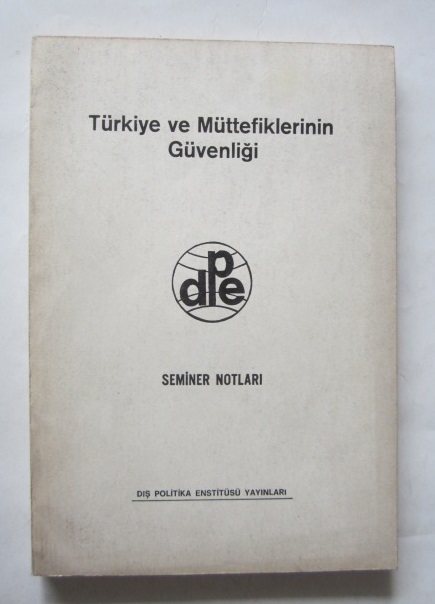 Türkiye ve Müttefiklerinin
Güvenliği
dpe
SEMİNER NOTLARI
DIŞ POLİTİKA ENSTİTÜSÜ YAYINLARI